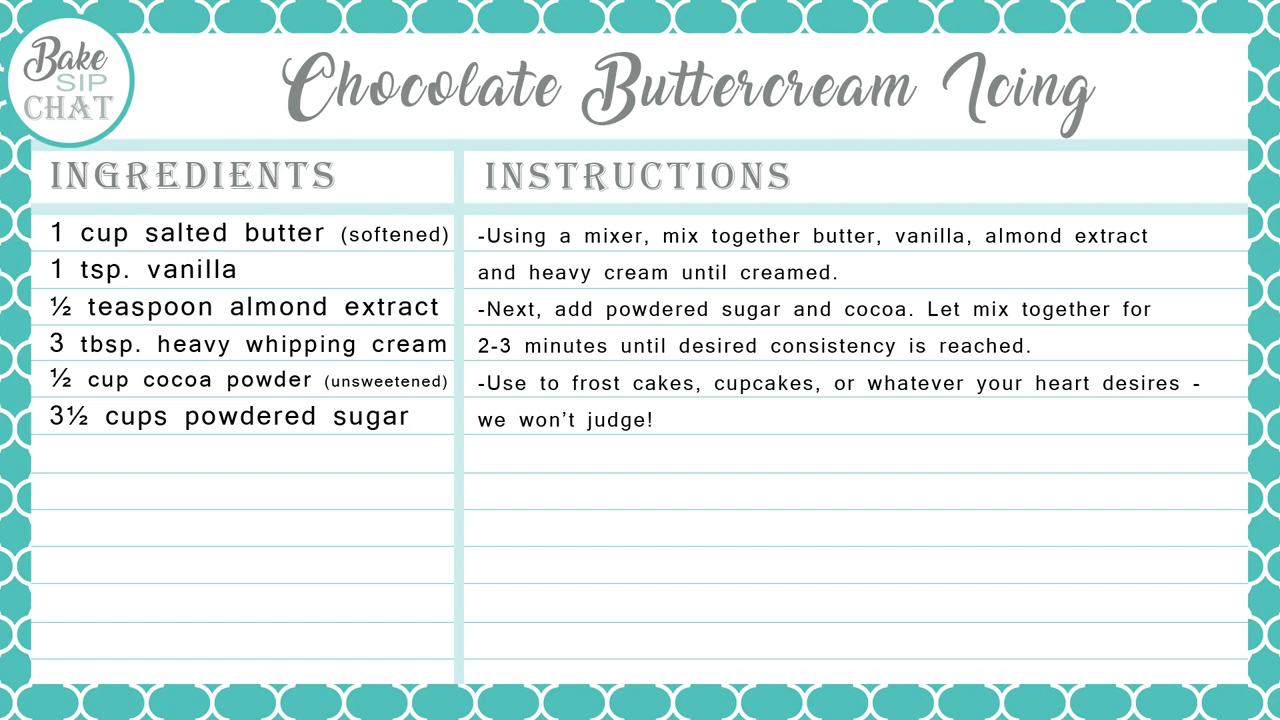 Bake
SIP
CHAT
Chocolate Buttercream Icing
INGREDIENTS
1 cup salted butter (softened)
1 tsp. vanilla
½ teaspoon almond extract
3 tbsp. heavy whipping cream
½ cup cocoa powder (unsweetened)
3½ cups powdered sugar
INSTRUCTIONS
-Using a mixer, mix together butter, vanilla, almond extract
and heavy cream until creamed.
-Next, add powdered sugar and cocoa. Let mix together for
2-3 minutes until desired consistency is reached.
-Use to frost cakes, cupcakes, or whatever your heart desires -
we won’t judge!